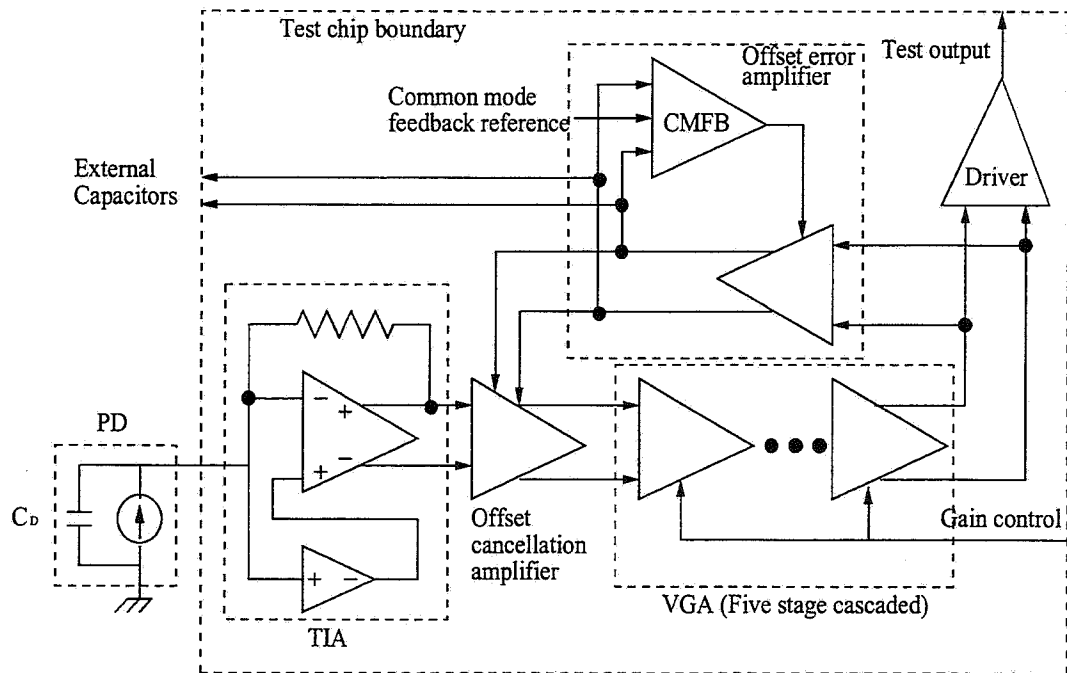 Test chip boundary
Offset error
amplifier
Test output
Common mode
feedback reference
CMFB
External
Capacitors
Driver
PD
- +
+ -
CD
Offset
cancellation
amplifier
Gain control
+ -
VGA (Five stage cascaded)
TIA